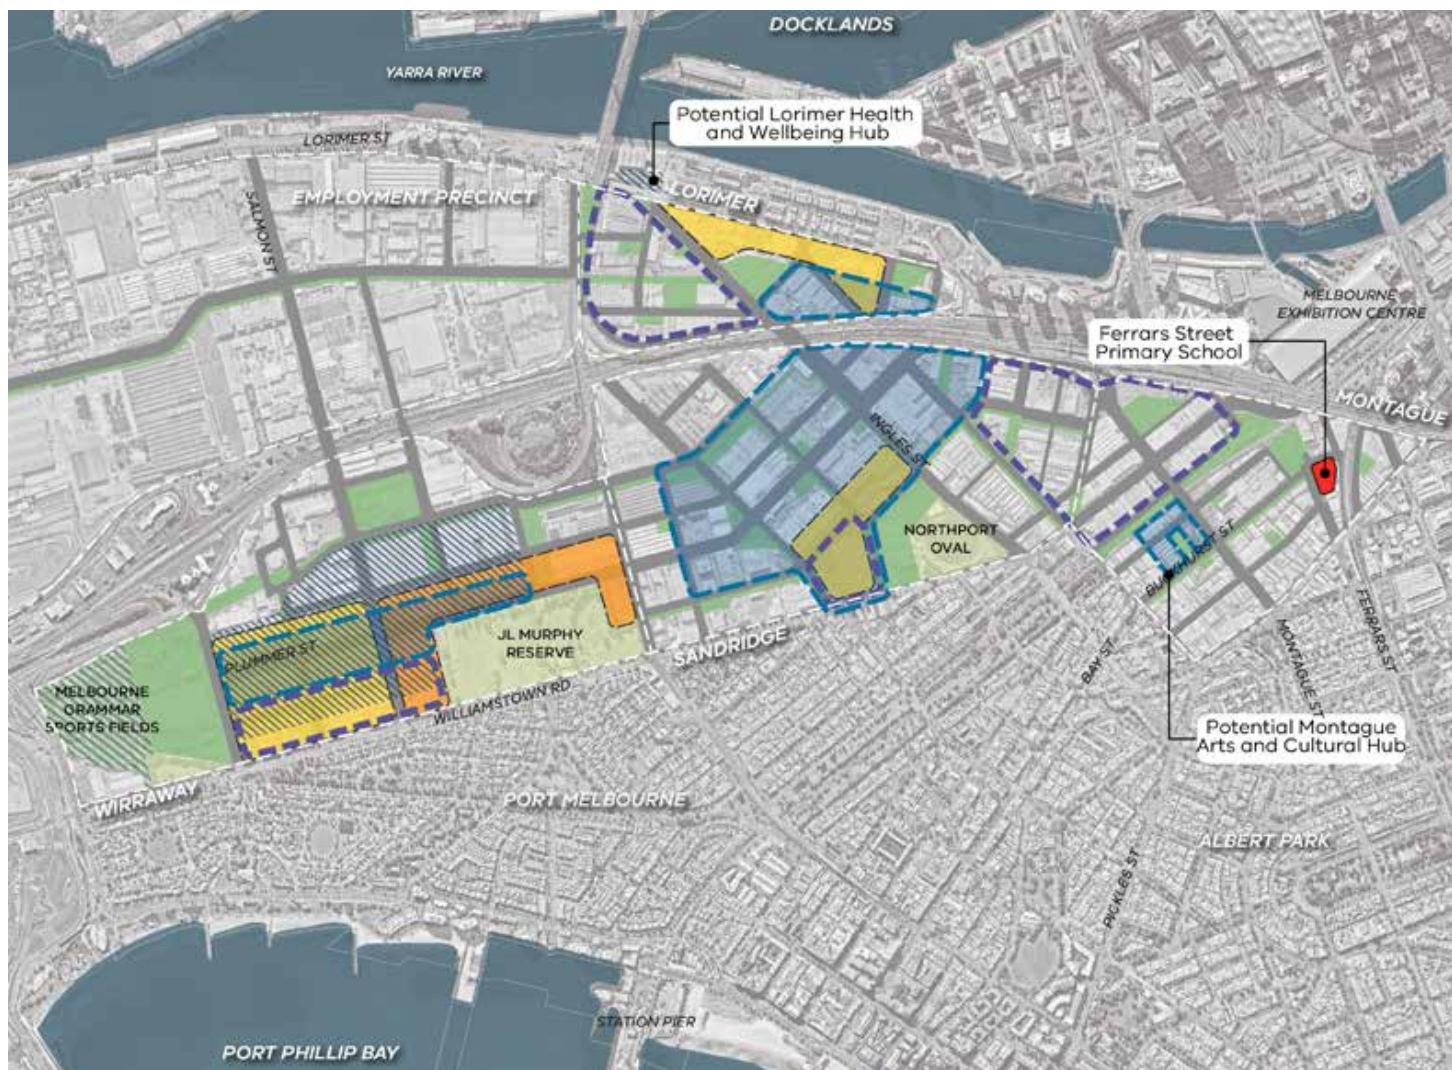 DOCKLANDS
YARRA RIVER
Potential Lorimer Health
and Wellbeing Hub
LORIMER ST
EMPLOYMENT PRECINCT
LORIMER
SALMON ST
MELBOURNE
EXHIBITION CENTRE
Ferrars Street
Primary School
MONTAGUE
INGLES ST
NORTHPORT
OVAL
BUCKHURST ST
JL MURPHY
RESERVE
PLUMMER ST
SANDRIDGE
FERRARS ST
MONTAGUE ST
BAY ST
MELBOURNE
GRAMMAR
SPORTS FIELDS
WILLIAMSTOWN RD
Potential Montague
Arts and Cultural Hub
WIRRAWAY
PORT MELBOURNE
ALBERT PARK
PICKLES ST
STATION PIER
PORT PHILLIP BAY